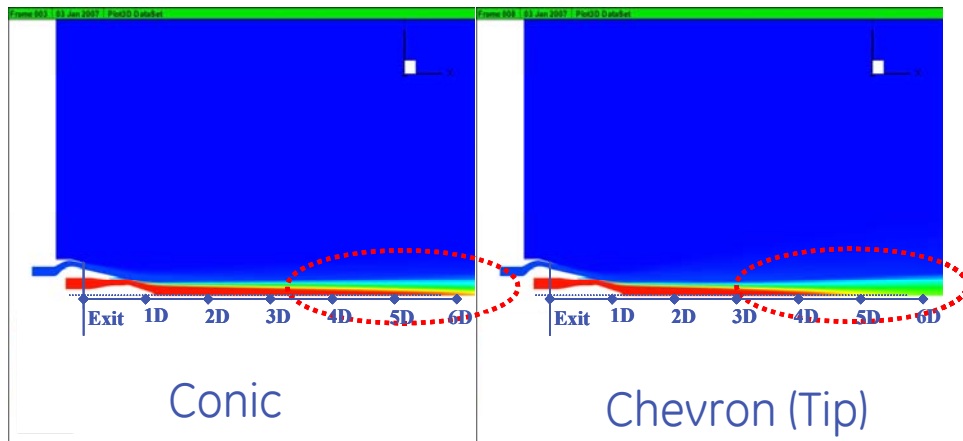 Frame 003 | 03 Jan 2007 | Plot3D DataSet
Frame 008 | 03 Jan 2007 | Plot3D DataSet
X
X
Exit 1D 2D 3D 4D 5D 6D
Exit 1D 2D 3D 4D 5D 6D
Conic
Chevron (Tip)